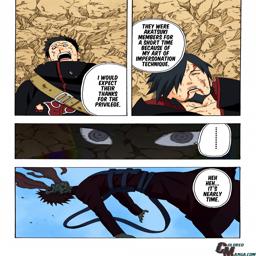 THEY WERE
AKATSUKI
MEMBERS FOR
A SHORT TIME
BECAUSE OF
MY ART OF
IMPERSONATION
TECHNIQUE.
I WOULD
EXPECT
THEIR
THANKS FOR
THE
PRIVILEGE.
.........
HEH
HEH...
IT'S
NEARLY
TIME.
COLORED
MANGA.COM